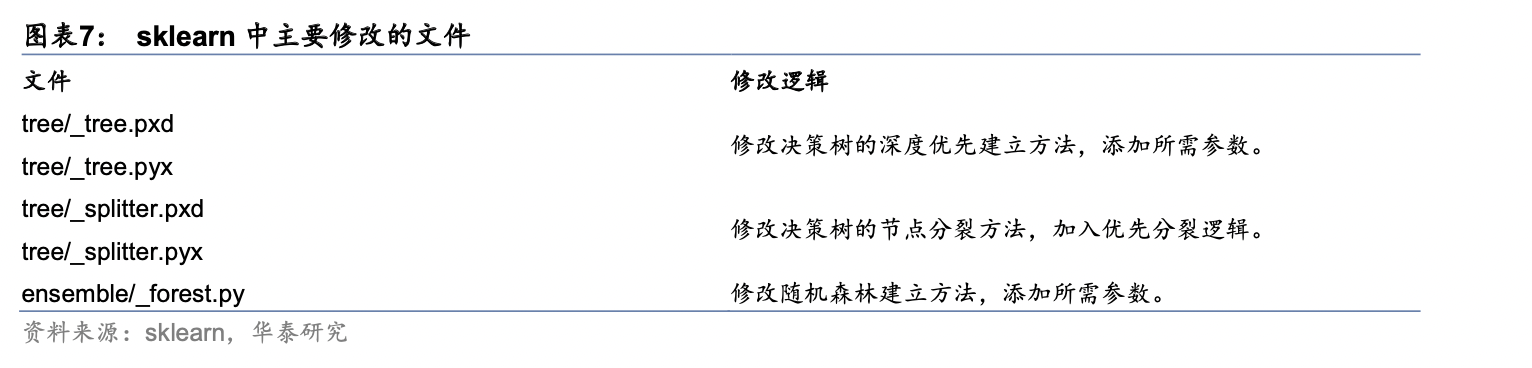 图表7： sklearn 中主要修改的文件
文件 修改逻辑
tree/_tree.pxd
修改决策树的深度优先建立方法，添加所需参数。
tree/_tree.pyx
tree/_splitter.pxd
修改决策树的节点分裂方法，加入优先分裂逻辑。
tree/_splitter.pyx
ensemble/_forest.py 修改随机森林建立方法，添加所需参数。
资料来源：sklearn，华泰研究